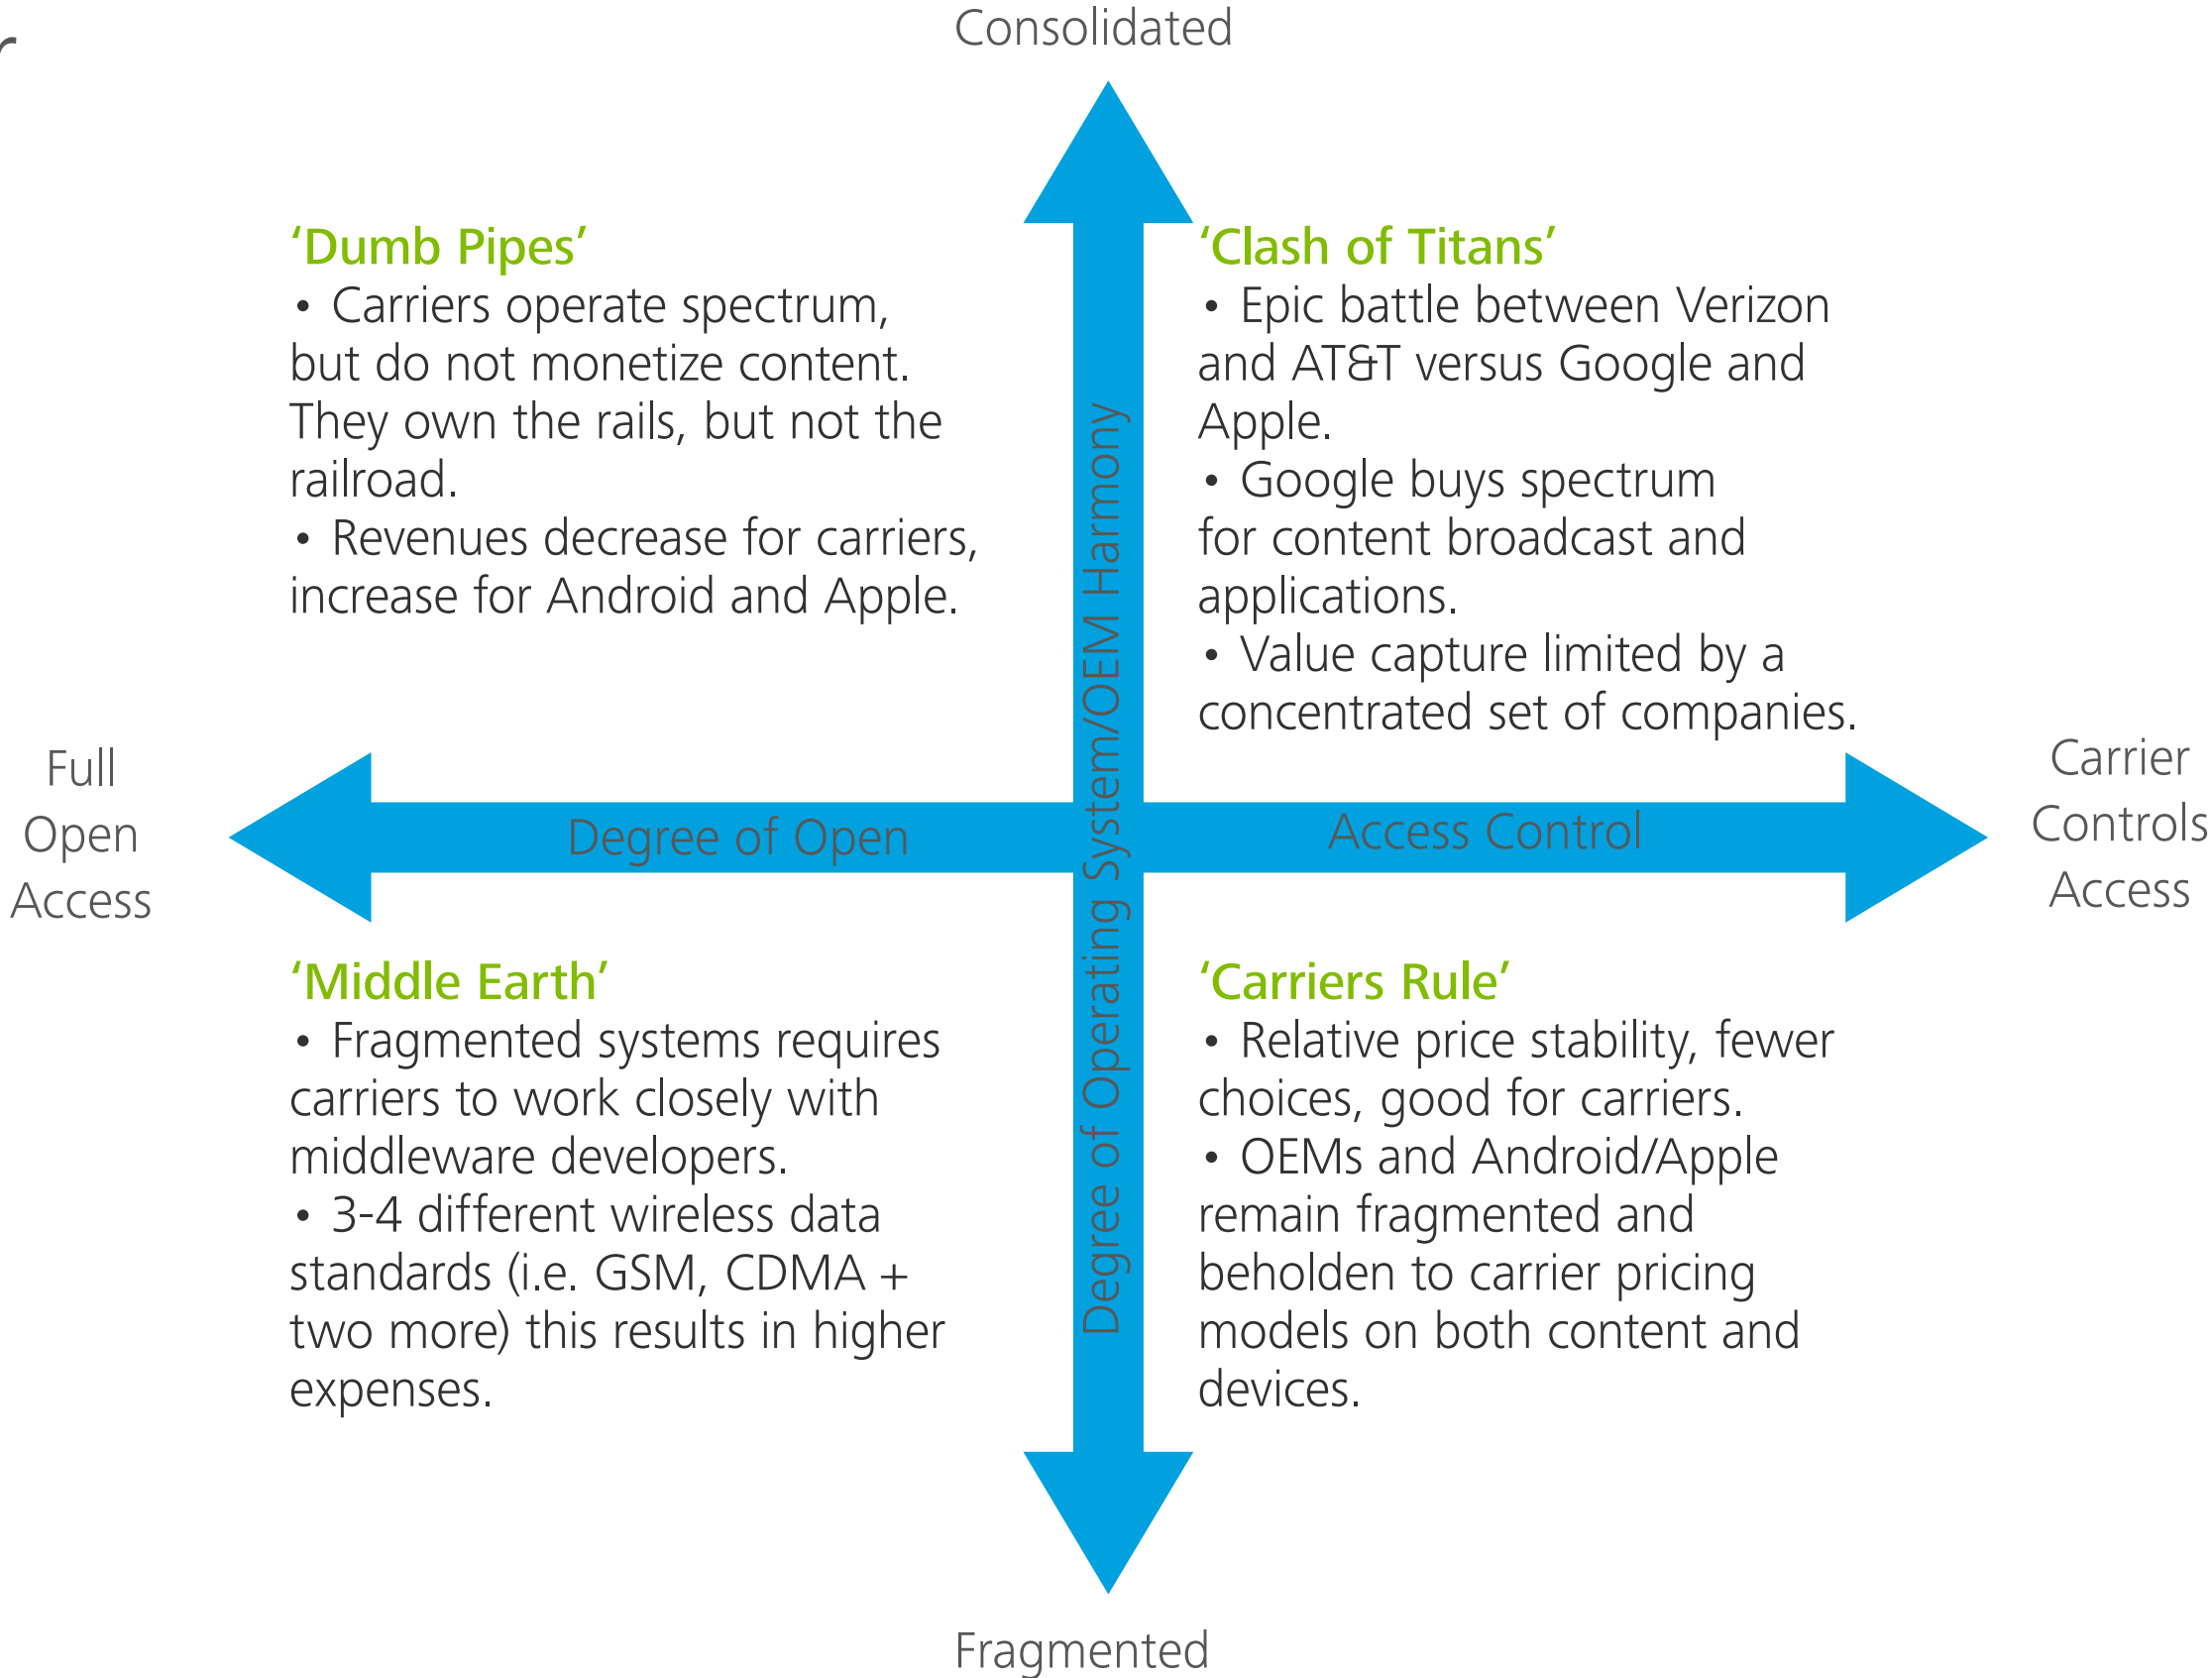 r
Consolidated
‘Dumb Pipes’
• Carriers operate spectrum,
but do not monetize content.
They own the rails, but not the
railroad.
• Revenues decrease for carriers,
increase for Android and Apple.
‘Clash of Titans’
• Epic battle between Verizon
and AT&T versus Google and
Apple.
• Google buys spectrum
for content broadcast and
applications.
• Value capture limited by a
concentrated set of companies.
Full
Open
Access
Degree of Open
Access Control
Carrier
Controls
Access
Degree of Operating System/OEM Harmony
‘Middle Earth’
• Fragmented systems requires
carriers to work closely with
middleware developers.
• 3-4 different wireless data
standards (i.e. GSM, CDMA +
two more) this results in higher
expenses.
‘Carriers Rule’
• Relative price stability, fewer
choices, good for carriers.
• OEMs and Android/Apple
remain fragmented and
beholden to carrier pricing
models on both content and
devices.
Fragmented